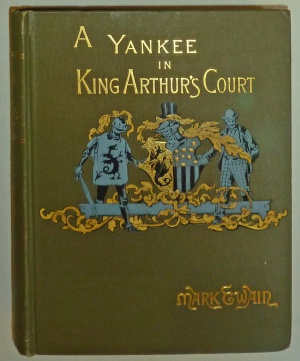 A YANKEE
IN
KING ARTHUR'S COURT
MARK TWAIN.